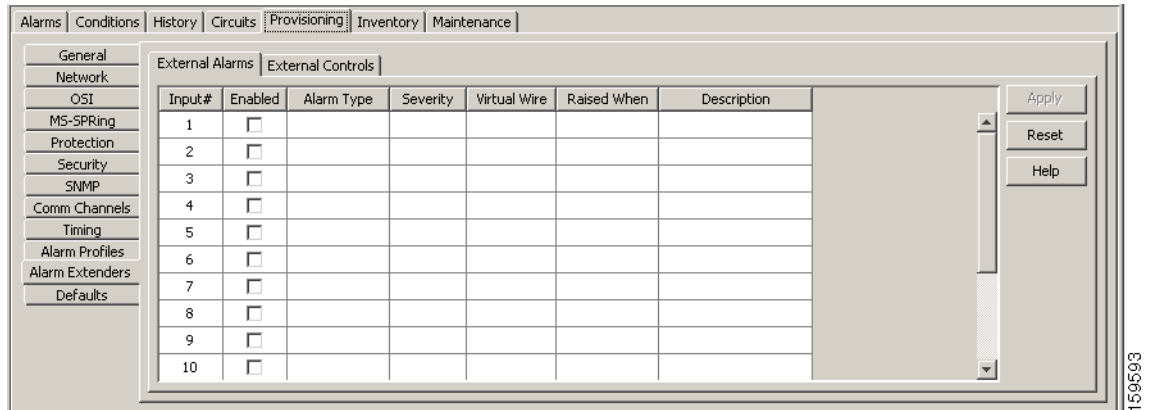 Alarms Conditions History Circuits Provisioning Inventory Maintenance
General
Network
OSI
MS-SPRing
Protection
Security
SNMP
Comm Channels
Timing
Alarm Profiles
Alarm Extenders
Defaults
External Alarms External Controls
Input# Enabled Alarm Type Severity Virtual Wire Raised When Description
1
2
3
4
5
6
7
8
9
10
Apply
Reset
Help
159593